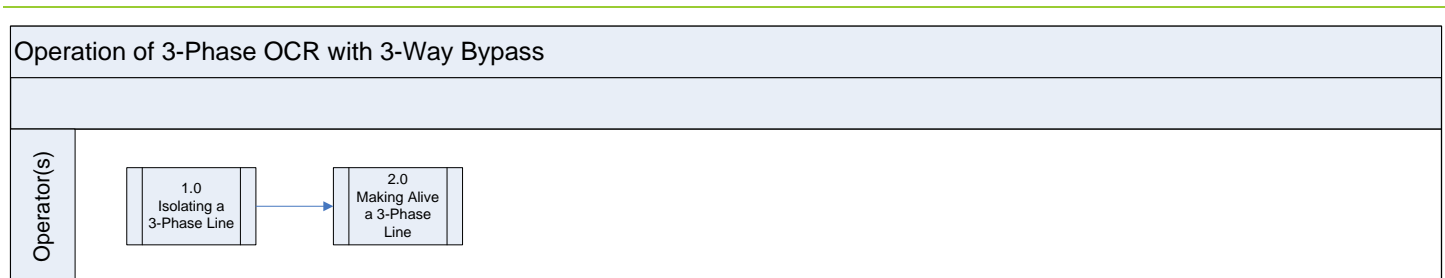 Operation of 3-Phase OCR with 3-Way Bypass
Operator(s)
1.0
Isolating a
3-Phase Line
2.0
Making Alive
a 3-Phase
Line